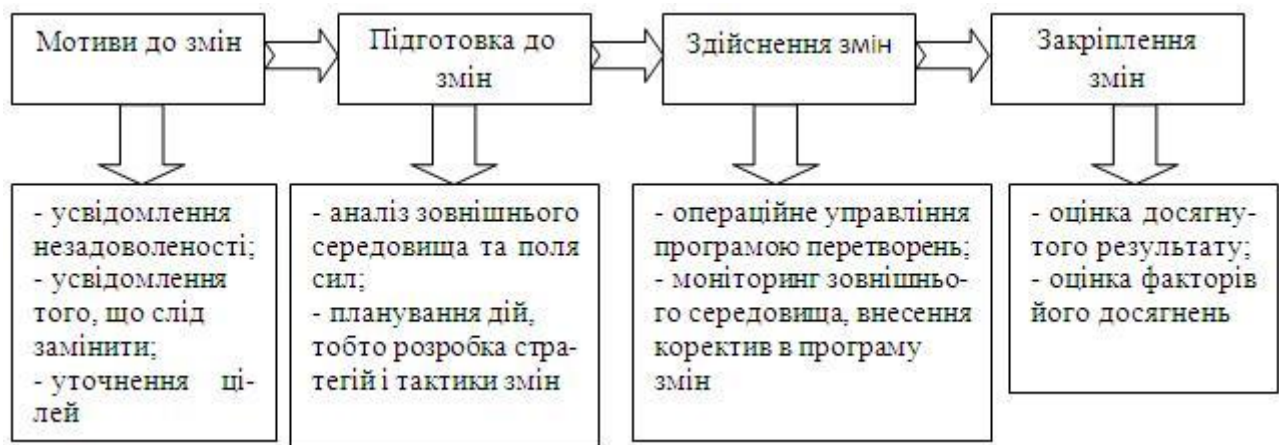 Мотиви до змін
Підготовка до
змін
Здійснення змін
Закріплення
змін
- усвідомлення
незадоволеності;
- усвідомлення
того, що слід
замінити;
- уточнення ці-
лей
- аналіз зовнішнього
середовища та поля
сил;
- планування дій,
тобто розробка стра-
тегій і тактики змін
- операційне управління
програмою перетворень;
- моніторинг зовнішньо-
го середовища, внесення
коректив в програму
змін
- оцінка досягну-
того результату;
- оцінка факторів
його досягнень